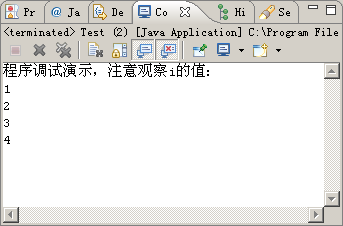 Pr @ Ja De Co Hi Se
<terminated> Test (2) [Java Application] C:\Program File
程序调试演示，注意观察i的值：
1
2
3
4